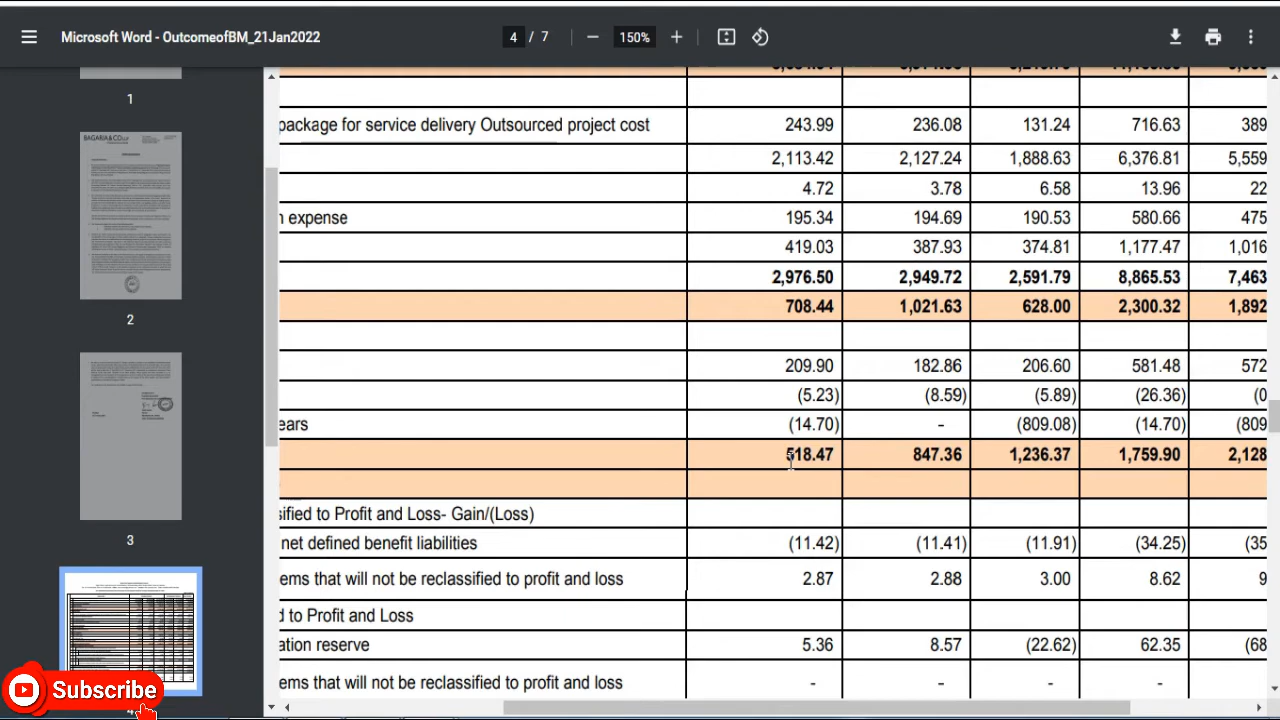 Microsoft Word - OutcomeofBM_21Jan2022 4 / 7 150%
1
BAGARIA & CO LLP
2
3
package for service delivery Outsourced project cost 243.99 236.08 131.24 716.63 389
2,113.42 2,127.24 1,888.63 6,376.81 5,559
4.72 3.78 6.58 13.96 22
n expense 195.34 194.69 190.53 580.66 475
419.03 387.93 374.81 1,177.47 1,016
2,976.50 2,949.72 2,591.79 8,865.53 7,463
708.44 1,021.63 628.00 2,300.32 1,892
209.90 182.86 206.60 581.48 572
(5.23) (8.59) (5.89) (26.36) (0
ears (14.70) - (809.08) (14.70) (809
518.47 847.36 1,236.37 1,759.90 2,128
sified to Profit and Loss- Gain/(Loss)
net defined benefit liabilities (11.42) (11.41) (11.91) (34.25) (35
ems that will not be reclassified to profit and loss 2.87 2.88 3.00 8.62 9
d to Profit and Loss
ation reserve 5.36 8.57 (22.62) 62.35 (68
ems that will not be reclassified to profit and loss - - - -
Subscribe